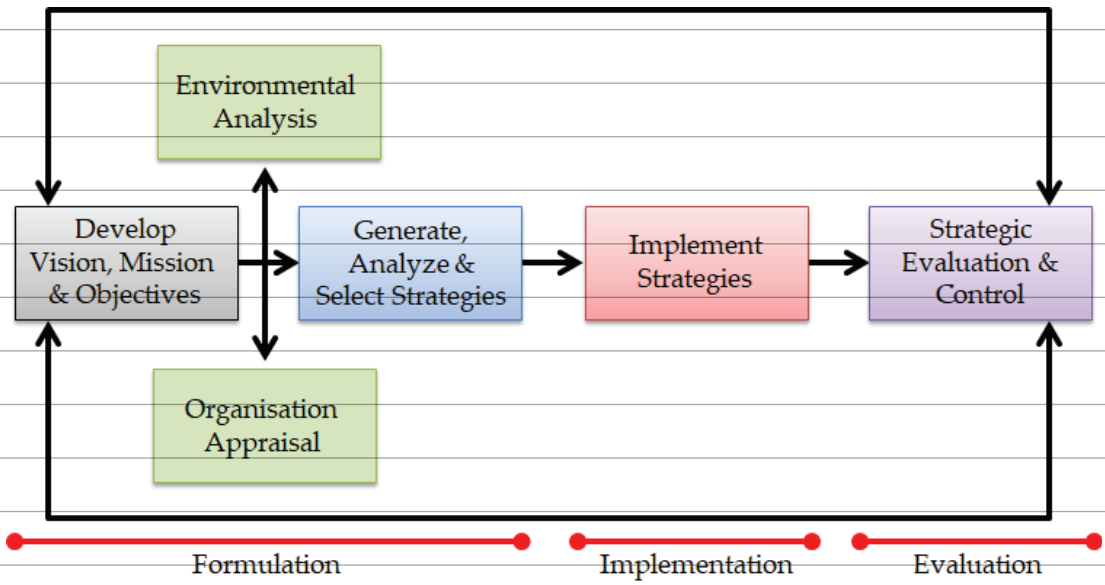 Environmental
Analysis
Develop
Vision, Mission
& Objectives
Generate,
Analyze &
Select Strategies
Implement
Strategies
Strategic
Evaluation &
Control
Organisation
Appraisal
Formulation
Implementation
Evaluation